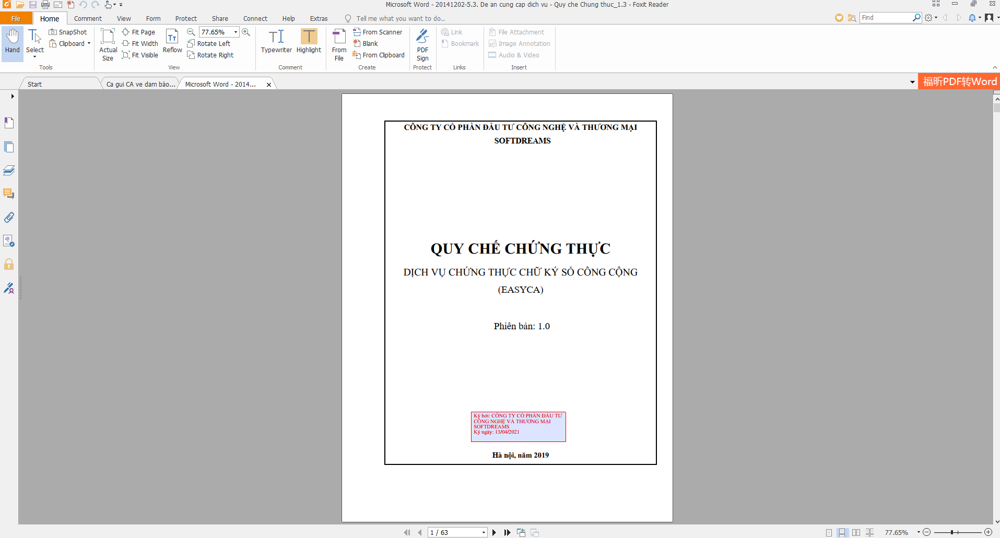 Microsoft Word - 20141202-5.3. De an cung cap dich vu - Quy che Chung thuc_1.3 - Foxit Reader
File Home Comment View Form Protect Share Connect Help Extras Tell me what you want to do.. Find
Hand
Select
SnapShot
Clipboard
Tools
Actual Size
Fit Page
Fit Width
Fit Visible
Reflow
77.65%
Rotate Left
Rotate Right
View
Typewriter
Highlight
Comment
From File
From Scanner
Blank
From Clipboard
Create
PDF Sign
Protect
Link
Bookmark
Links
File Attachment
Image Annotation
Audio & Video
Insert
Start
Ca gui CA ve dam bảo...
Microsoft Word - 2014...
福昕PDF转Word
CÔNG TY CỔ PHẦN ĐẦU TƯ CÔNG NGHỆ VÀ THƯƠNG MẠI
SOFTDREAMS
QUY CHẾ CHỨNG THỰC
DỊCH VỤ CHỨNG THỰC CHỮ KÝ SỐ CÔNG CỘNG
(EASYCA)
Phiên bản: 1.0
Ký bởi: CÔNG TY CỔ PHẦN ĐẦU TƯ
CÔNG NGHỆ VÀ THƯƠNG MẠI
SOFTDREAMS
Ký ngày: 13/04/2021
Hà nội, năm 2019
1 / 63
77.65%